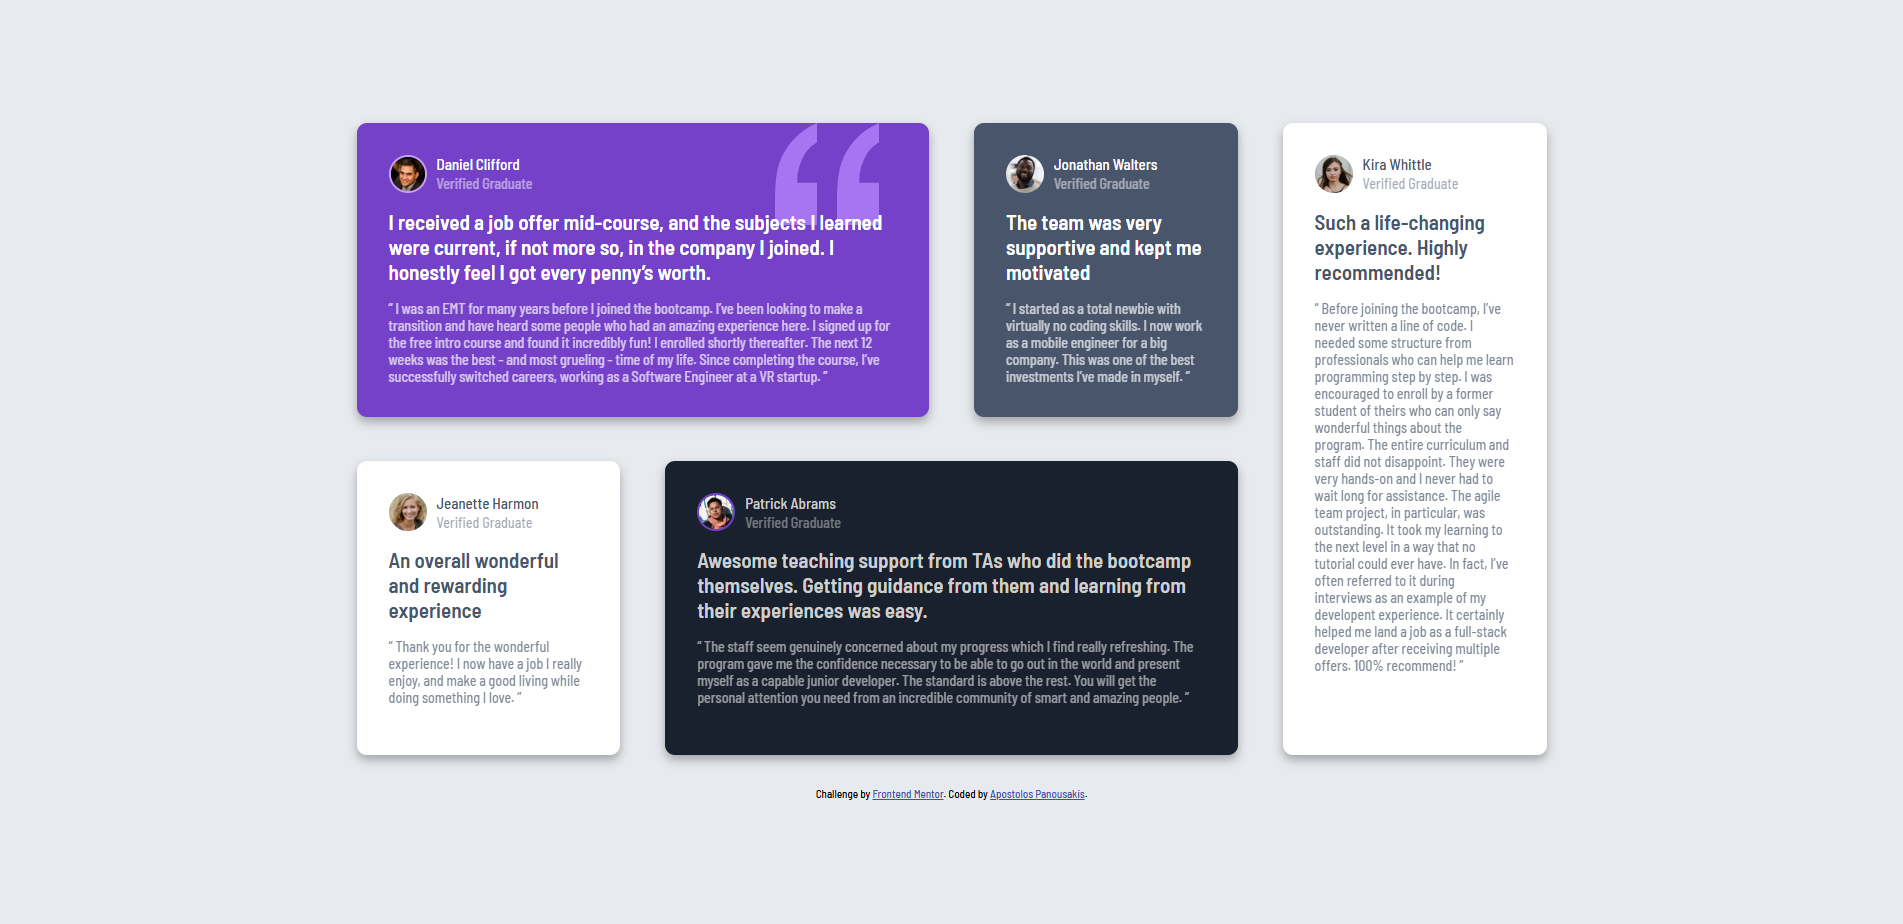 Daniel Clifford
Verified Graduate
I received a job offer mid-course, and the subjects I learned
were current, if not more so, in the company I joined. I
honestly feel I got every penny’s worth.
“ I was an EMT for many years before I joined the bootcamp. I’ve been looking to make a
transition and have heard some people who had an amazing experience here. I signed up for
the free intro course and found it incredibly fun! I enrolled shortly thereafter. The next 12
weeks was the best - and most grueling - time of my life. Since completing the course, I’ve
successfully switched careers, working as a Software Engineer at a VR startup. ”
Jonathan Walters
Verified Graduate
The team was very
supportive and kept me
motivated
“ I started as a total newbie with
virtually no coding skills. I now work
as a mobile engineer for a big
company. This was one of the best
investments I’ve made in myself. ”
Kira Whittle
Verified Graduate
Such a life-changing
experience. Highly
recommended!
“ Before joining the bootcamp, I’ve
never written a line of code. I
needed some structure from
professionals who can help me learn
programming step by step. I was
encouraged to enroll by a former
student of theirs who can only say
wonderful things about the
program. The entire curriculum and
staff did not disappoint. They were
very hands-on and I never had to
wait long for assistance. The agile
team project, in particular, was
outstanding. It took my learning to
the next level in a way that no
tutorial could ever have. In fact, I’ve
often referred to it during
interviews as an example of my
developent experience. It certainly
helped me land a job as a full-stack
developer after receiving multiple
offers. 100% recommend! ”
Jeanette Harmon
Verified Graduate
An overall wonderful
and rewarding
experience
“ Thank you for the wonderful
experience! I now have a job I really
enjoy, and make a good living while
doing something I love. ”
Patrick Abrams
Verified Graduate
Awesome teaching support from TAs who did the bootcamp
themselves. Getting guidance from them and learning from
their experiences was easy.
“ The staff seem genuinely concerned about my progress which I find really refreshing. The
program gave me the confidence necessary to be able to go out in the world and present
myself as a capable junior developer. The standard is above the rest. You will get the
personal attention you need from an incredible community of smart and amazing people. ”
Challenge by Frontend Mentor. Coded by Apostolos Panousakis.